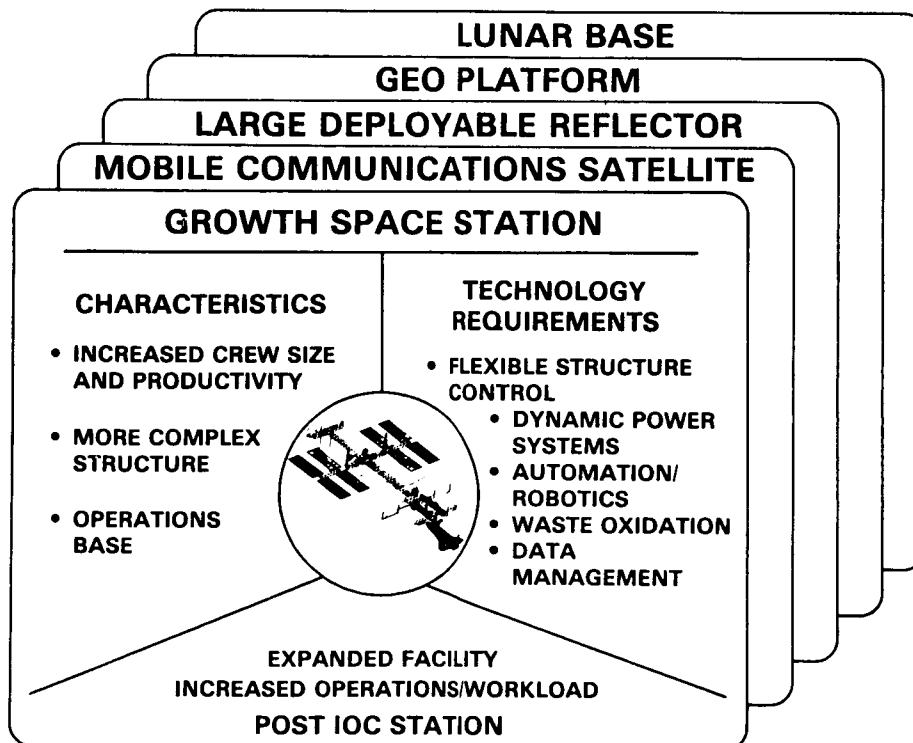 LUNAR BASE
GEO PLATFORM
LARGE DEPLOYABLE REFLECTOR
MOBILE COMMUNICATIONS SATELLITE
GROWTH SPACE STATION
CHARACTERISTICS
• INCREASED CREW SIZE
AND PRODUCTIVITY
• MORE COMPLEX
STRUCTURE
• OPERATIONS
BASE
TECHNOLOGY
REQUIREMENTS
• FLEXIBLE STRUCTURE
CONTROL
• DYNAMIC POWER
SYSTEMS
• AUTOMATION/
ROBOTICS
• WASTE OXIDATION
• DATA
MANAGEMENT
EXPANDED FACILITY
INCREASED OPERATIONS/WORKLOAD
POST IOC STATION